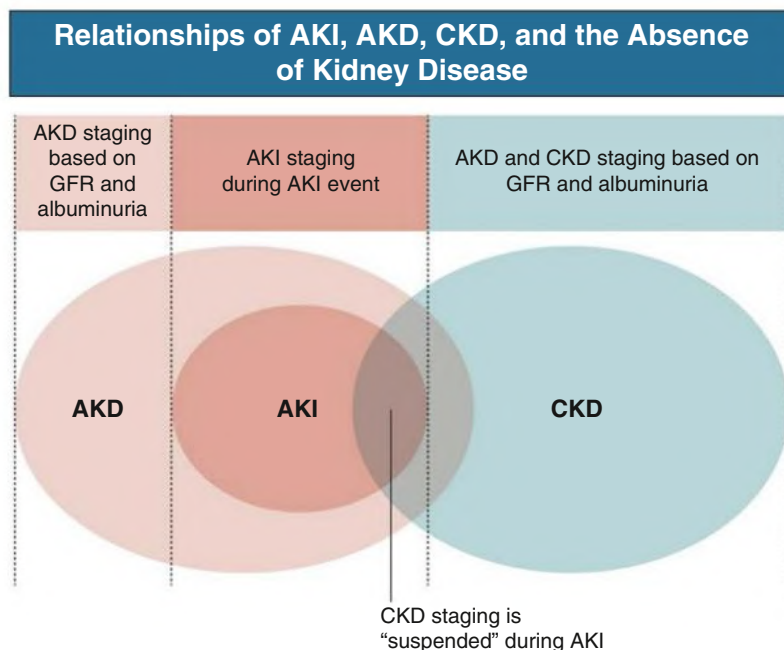 Relationships of AKI, AKD, CKD, and the Absence
of Kidney Disease
AKD staging
based on
GFR and
albuminuria
AKI staging
during AKI event
AKD and CKD staging based on
GFR and albuminuria
AKD
AKI
CKD
CKD staging is
“suspended” during AKI